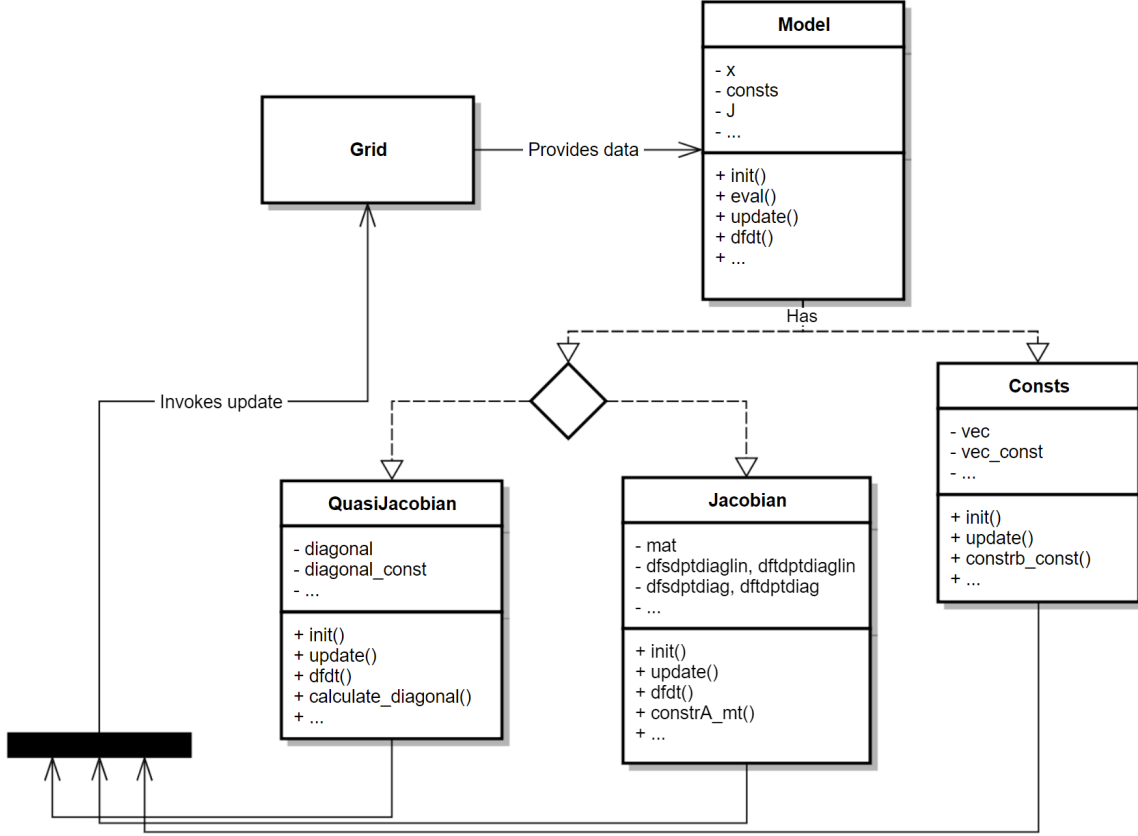 Model
- x
- consts
- J
- ...
+ init()
+ eval()
+ update()
+ dfdt()
+ ...
Grid
Provides data
Has
Invokes update
Consts
- vec
- vec_const
- ...
+ init()
+ update()
+ constrb_const()
+ ...
QuasiJacobian
- diagonal
- diagonal_const
- ...
+ init()
+ update()
+ dfdt()
+ calculate_diagonal()
+ ...
Jacobian
- mat
- dfsdptdiaglin, dftdptdiaglin
- dfsdptdiag, dftdptdiag
- ...
+ init()
+ update()
+ dfdt()
+ constrA_mt()
+ ...